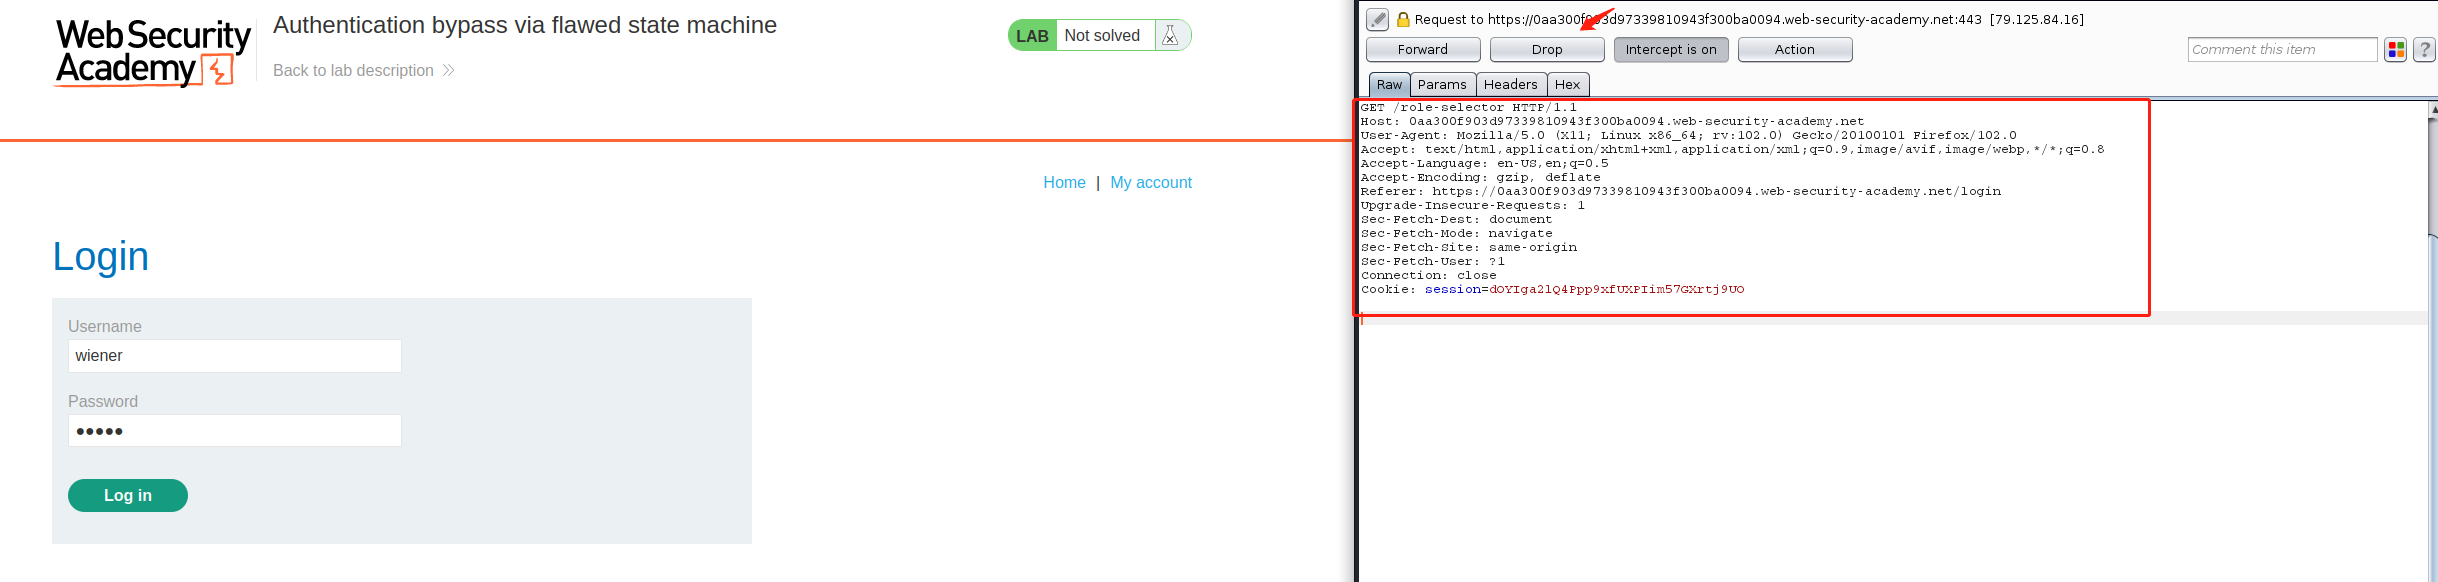 Web Security
Academy
Authentication bypass via flawed state machine
Back to lab description
LAB Not solved
Home | My account
Login
Username
wiener
Password
Log in
Request to https://0aa300f903d97339810943f300ba0094.web-security-academy.net:443 [79.125.84.16]
Forward Drop Intercept is on Action Comment this item ?
Raw Params Headers Hex
GET /role-selector HTTP/1.1
Host: 0aa300f903d97339810943f300ba0094.web-security-academy.net
User-Agent: Mozilla/5.0 (X11; Linux x86_64; rv:102.0) Gecko/20100101 Firefox/102.0
Accept: text/html,application/xhtml+xml,application/xml;q=0.9,image/avif,image/webp,*/*;q=0.8
Accept-Language: en-US,en;q=0.5
Accept-Encoding: gzip, deflate
Referer: https://0aa300f903d97339810943f300ba0094.web-security-academy.net/login
Upgrade-Insecure-Requests: 1
Sec-Fetch-Dest: document
Sec-Fetch-Mode: navigate
Sec-Fetch-Site: same-origin
Sec-Fetch-User: ?1
Connection: close
Cookie: session=dOYIga2lQ4Ppp9xfUXPIim57GXrtj9UO